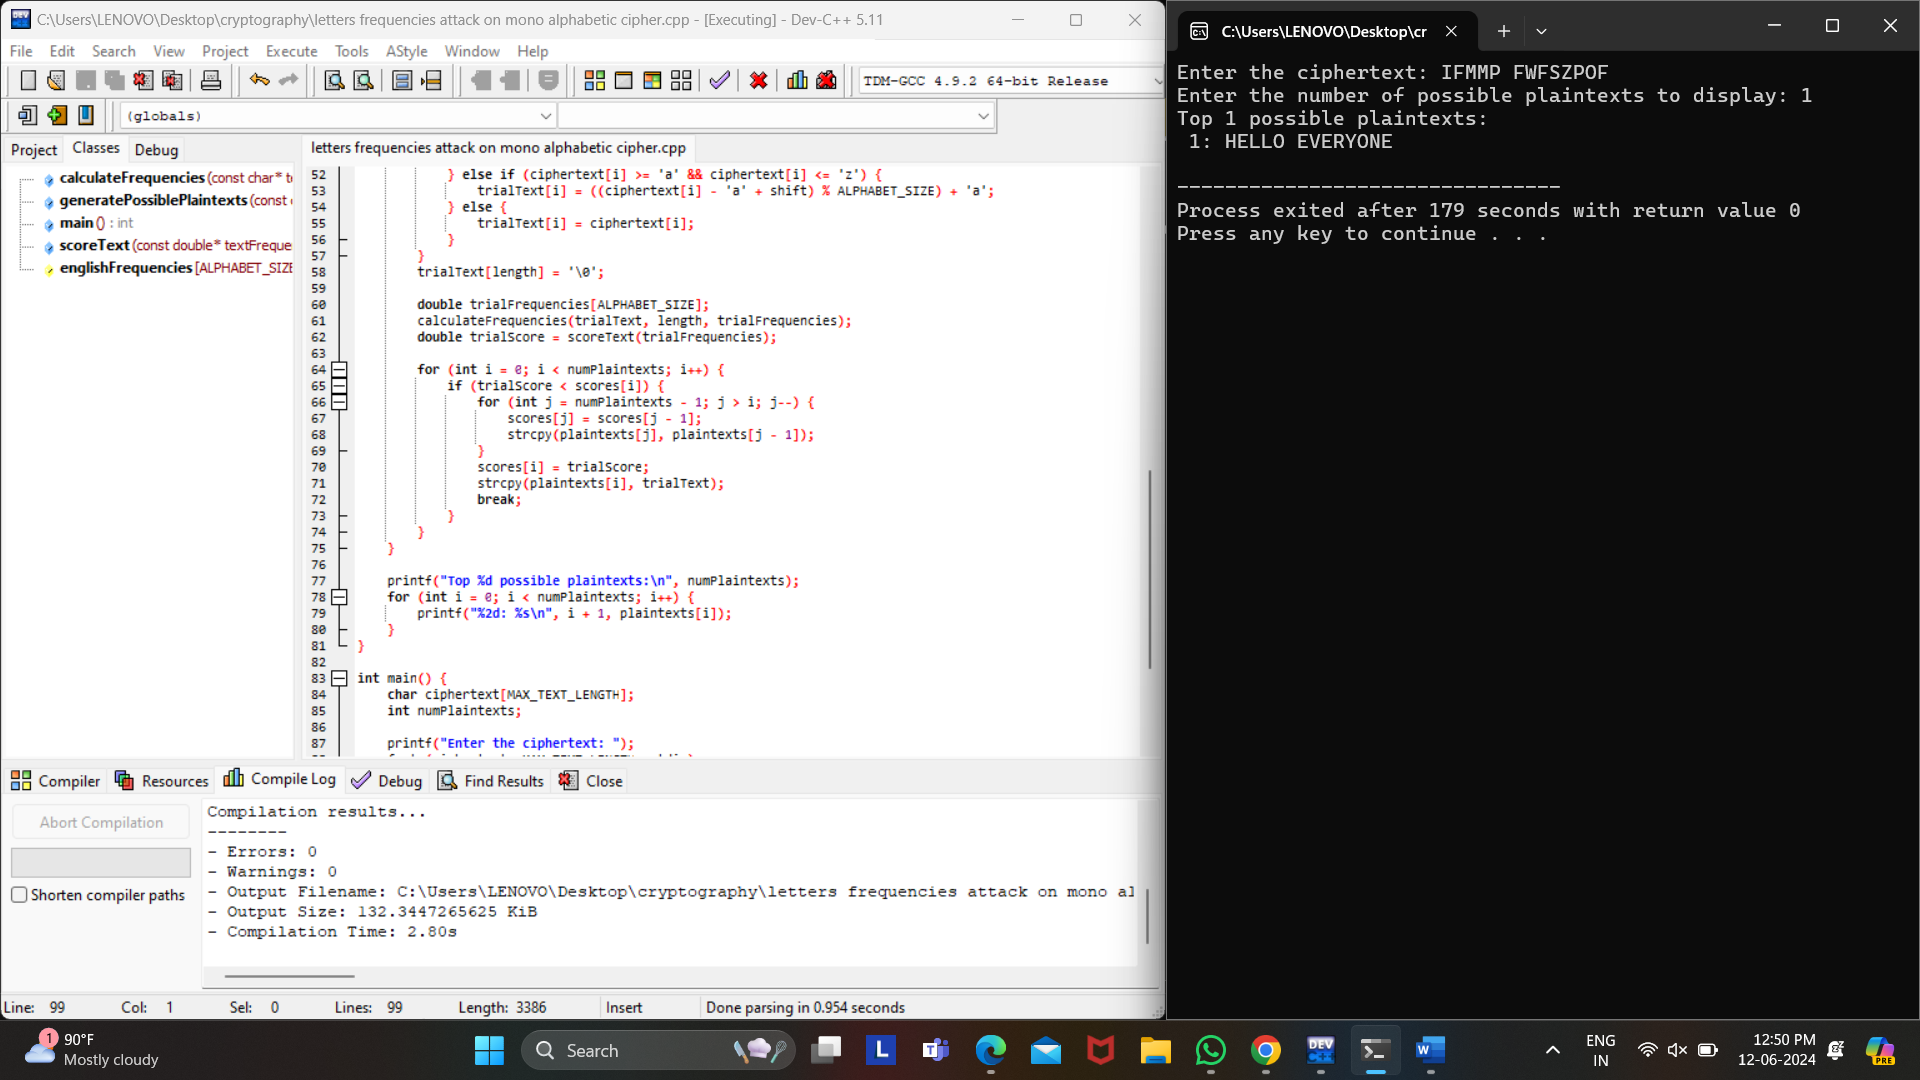 C:\Users\LENOVO\Desktop\cryptography\letters frequencies attack on mono alphabetic cipher.cpp - [Executing] - Dev-C++ 5.11
File Edit Search View Project Execute Tools AStyle Window Help
TDM-GCC 4.9.2 64-bit Release
(globals)
Project Classes Debug
letters frequencies attack on mono alphabetic cipher.cpp
calculateFrequencies (const char* t
generatePossiblePlaintexts (const
main () : int
scoreText (const double* textFreque
englishFrequencies [ALPHABET_SIZE
52 } else if (ciphertext[i] >= 'a' && ciphertext[i] <= 'z') {
53 trialText[i] = ((ciphertext[i] - 'a' + shift) % ALPHABET_SIZE) + 'a';
54 } else {
55 trialText[i] = ciphertext[i];
56 }
57 }
58 trialText[length] = '\0';
59
60 double trialFrequencies[ALPHABET_SIZE];
61 calculateFrequencies(trialText, length, trialFrequencies);
62 double trialScore = scoreText(trialFrequencies);
63
64 for (int i = 0; i < numPlaintexts; i++) {
65 if (trialScore < scores[i]) {
66 for (int j = numPlaintexts - 1; j > i; j--) {
67 scores[j] = scores[j - 1];
68 strcpy(plaintexts[j], plaintexts[j - 1]);
69 }
70 scores[i] = trialScore;
71 strcpy(plaintexts[i], trialText);
72 break;
73 }
74 }
75 }
76
77 printf("Top %d possible plaintexts:\n", numPlaintexts);
78 for (int i = 0; i < numPlaintexts; i++) {
79 printf("%2d: %s\n", i + 1, plaintexts[i]);
80 }
81 }
82
83 int main() {
84 char ciphertext[MAX_TEXT_LENGTH];
85 int numPlaintexts;
86
87 printf("Enter the ciphertext: ");
Compiler Resources Compile Log Debug Find Results Close
Abort Compilation
Shorten compiler paths
Compilation results...
--------
- Errors: 0
- Warnings: 0
- Output Filename: C:\Users\LENOVO\Desktop\cryptography\letters frequencies attack on mono al
- Output Size: 132.3447265625 KiB
- Compilation Time: 2.80s
Line: 99 Col: 1 Sel: 0 Lines: 99 Length: 3386 Insert Done parsing in 0.954 seconds
C:\Users\LENOVO\Desktop\cr
Enter the ciphertext: IFMMP FWFSZPOF
Enter the number of possible plaintexts to display: 1
Top 1 possible plaintexts:
1: HELLO EVERYONE
--------------------------------
Process exited after 179 seconds with return value 0
Press any key to continue . . .
1
90°F
Mostly cloudy
Search
L
DEV
C++
W
ENG
IN
12:50 PM
12-06-2024
PRE